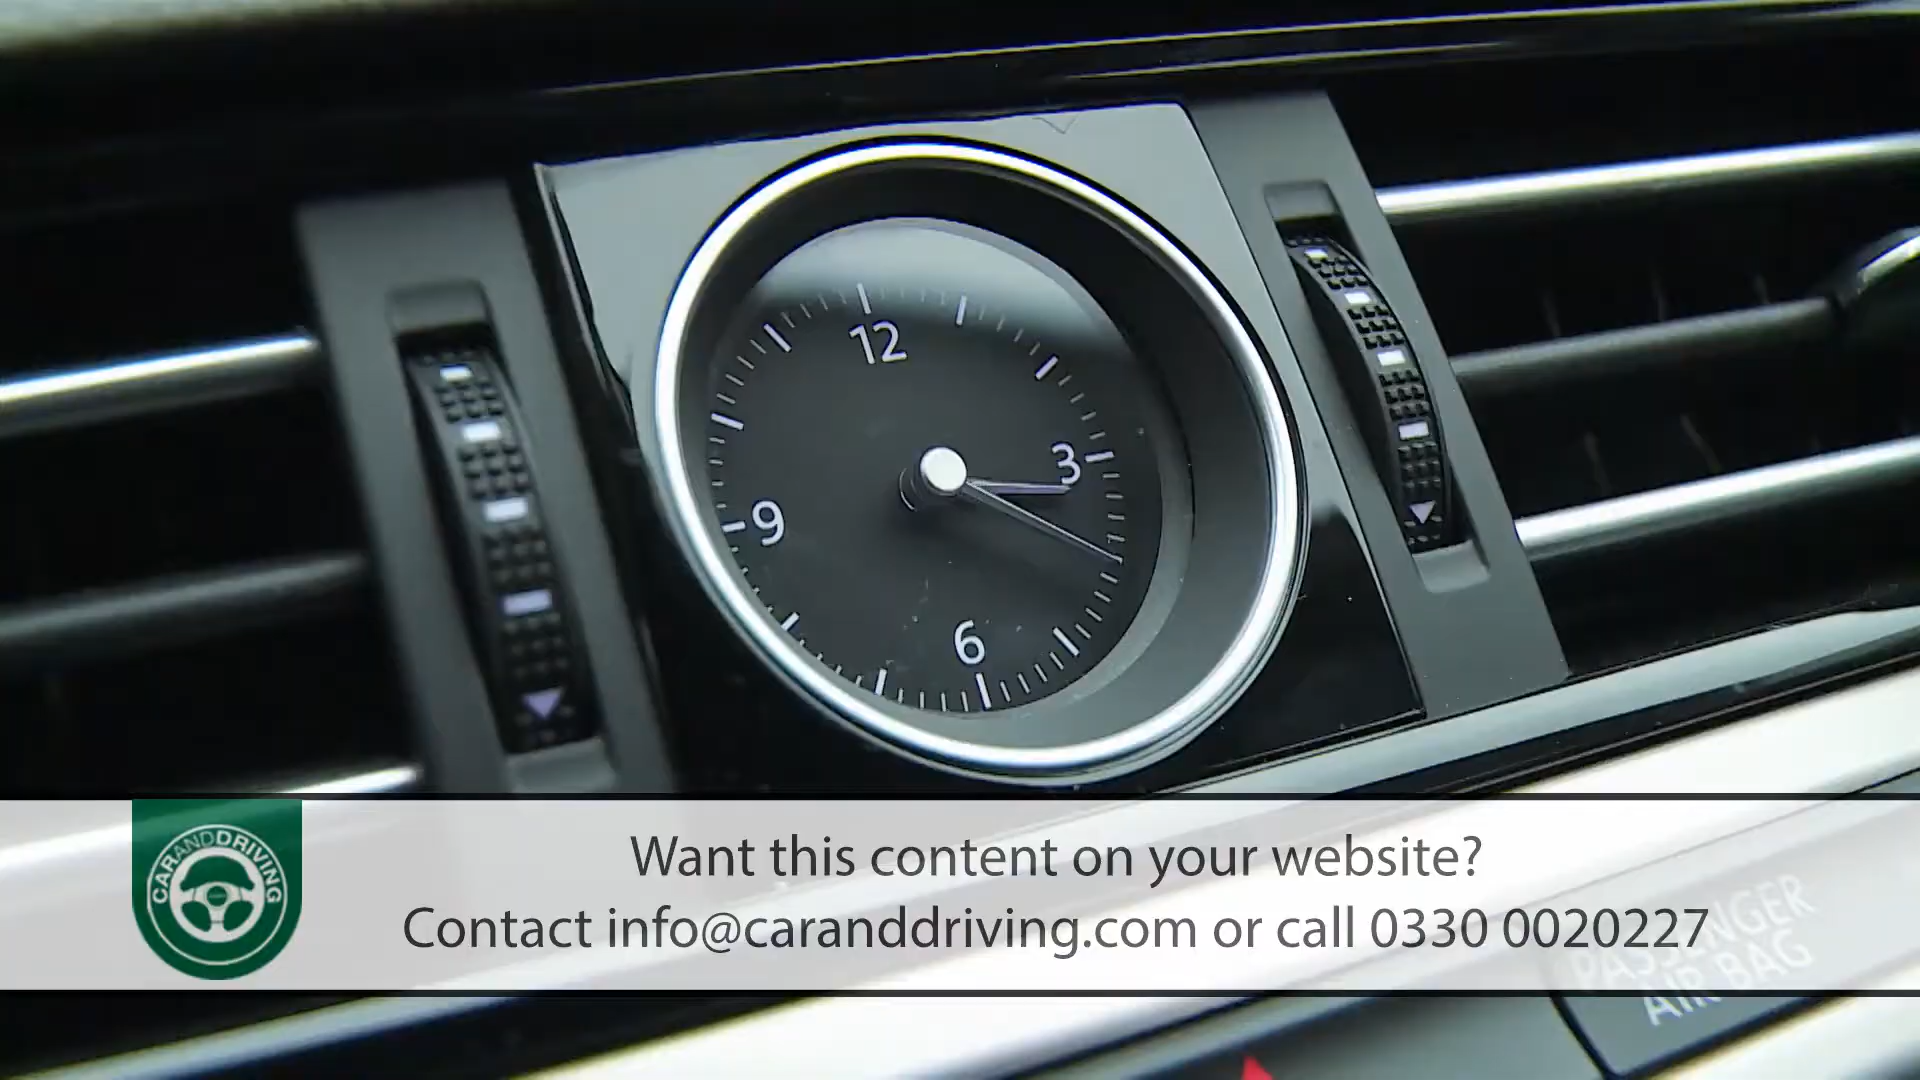 12
3
9
6
CARANDDRIVING
Want this content on your website?
Contact info@caranddriving.com or call 0330 0020227
PASSENGER
AIR BAG